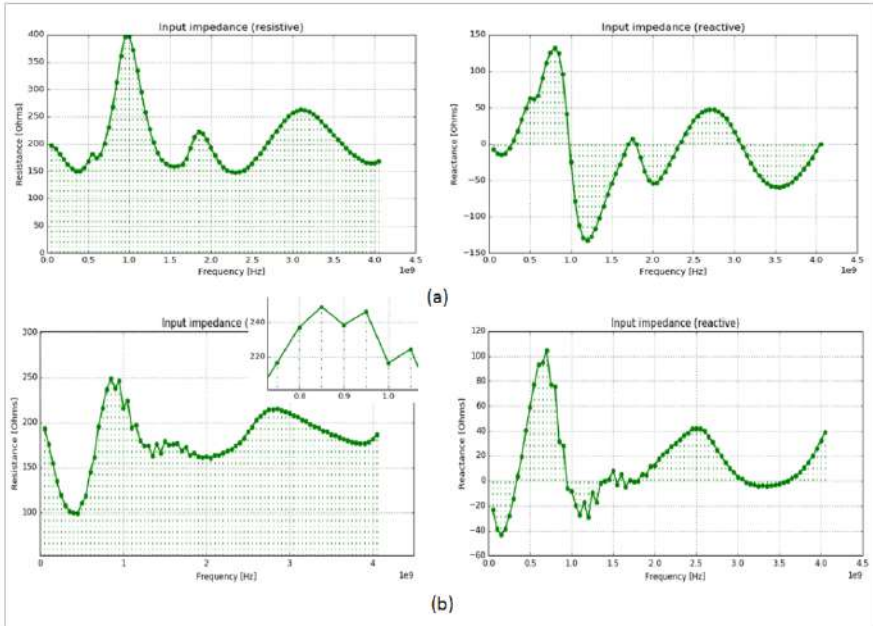 Input impedance (resistive)
Resistance [Ohms]
400
350
300
250
200
150
100
50
0
0.0 0.5 1.0 1.5 2.0 2.5 3.0 3.5 4.0 4.5
Frequency [Hz]
1e9
Input impedance (reactive)
Reactance [Ohms]
150
100
50
0
−50
−100
−150
0.0 0.5 1.0 1.5 2.0 2.5 3.0 3.5 4.0 4.5
Frequency [Hz]
1e9
(a)
Input impedance (
Resistance [Ohms]
300
250
200
150
100
0 1 2 3 4
Frequency [Hz]
1e9
240
220
0.9 1.0
Input impedance (reactive)
Reactance [Ohms]
120
100
80
60
40
20
0
−20
−40
−60
0.0 0.5 1.0 1.5 2.0 2.5 3.0 3.5 4.0 4.5
Frequency [Hz]
1e9
(b)